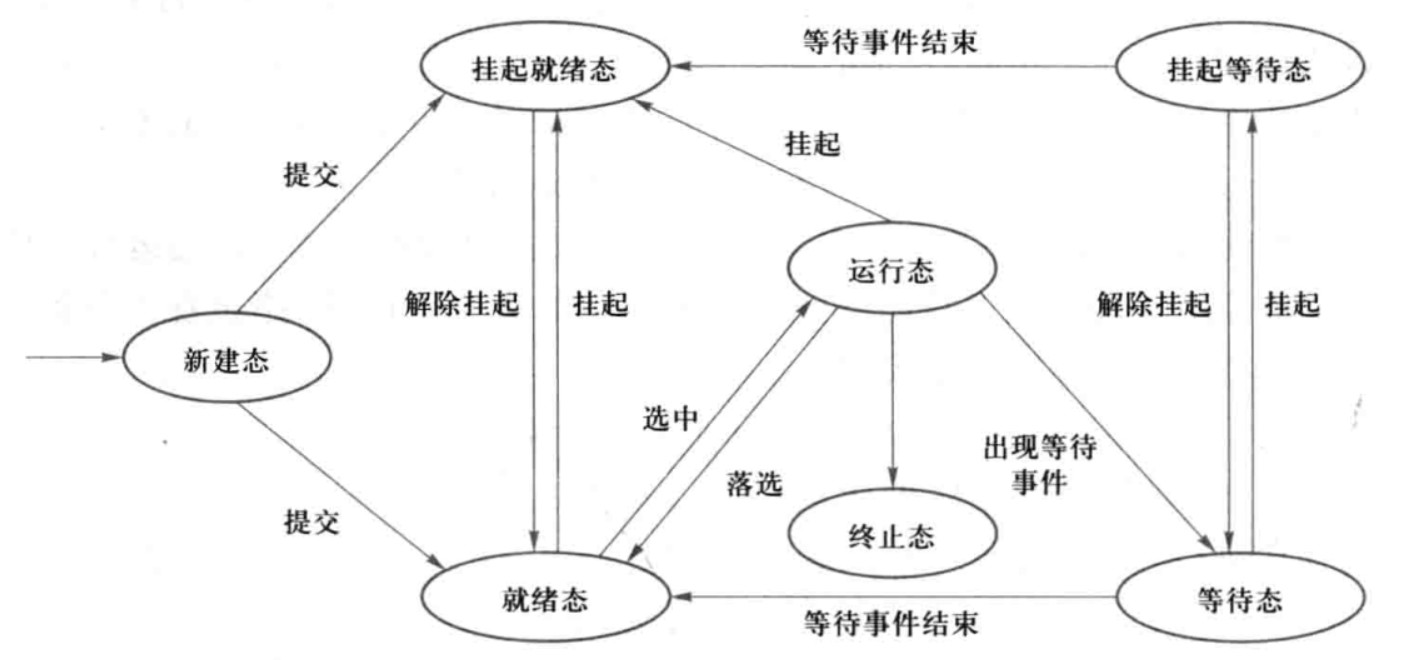 等待事件结束
挂起就绪态
挂起等待态
挂起
提交
运行态
解除挂起
挂起
解除挂起
挂起
新建态
选中
出现等待
事件
落选
提交
终止态
就绪态
等待态
等待事件结束